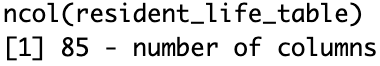 ncol(resident_life_table)
[1] 85 - number of columns